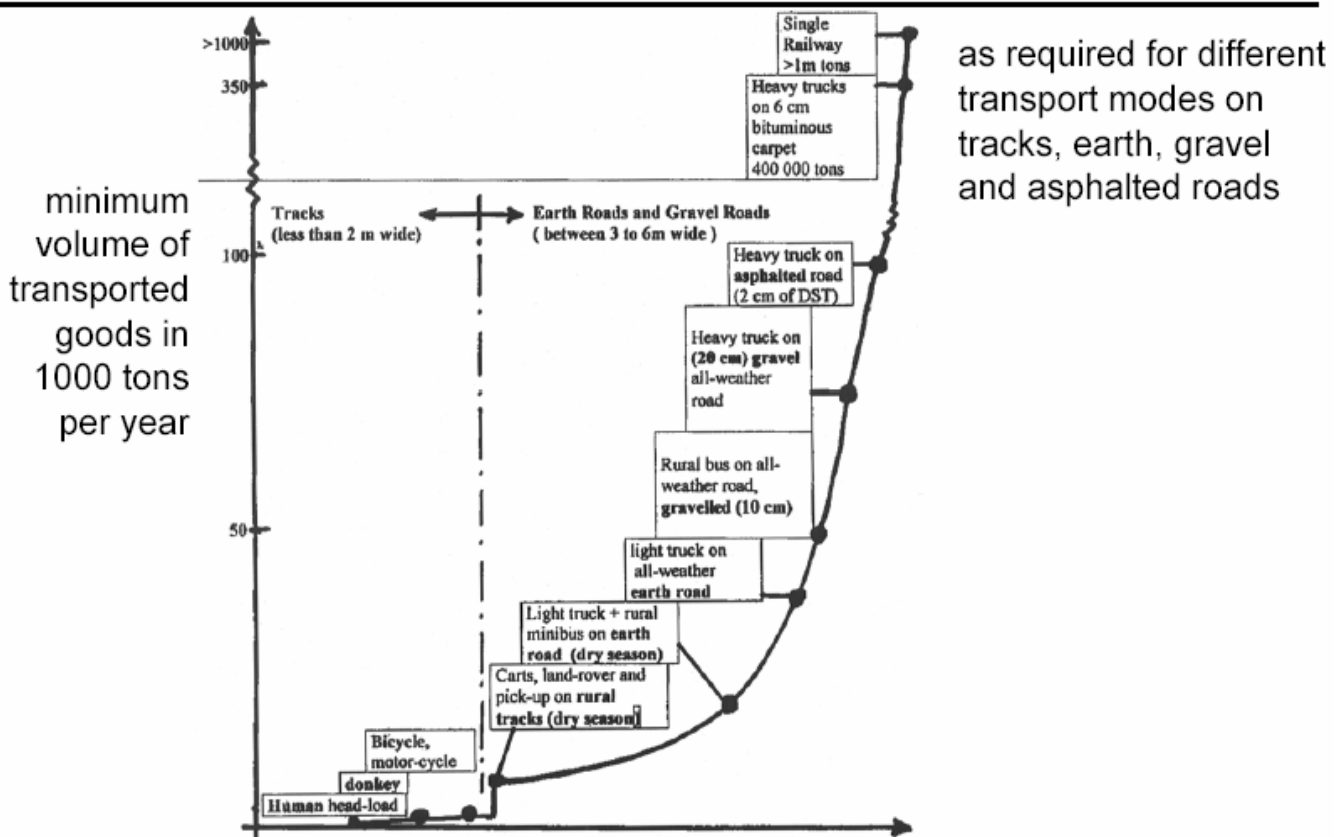 >1000
350
100
50
minimum
volume of
transported
goods in
1000 tons
per year
as required for different
transport modes on
tracks, earth, gravel
and asphalted roads
Single
Railway
>1m tons
Heavy trucks
on 6 cm
bituminous
carpet
400 000 tons
Tracks
(less than 2 m wide)
Earth Roads and Gravel Roads
( between 3 to 6m wide )
Heavy truck on
asphalted road
(2 cm of DST)
Heavy truck on
(20 cm) gravel
all-weather
road
Rural bus on all-
weather road,
gravelled (10 cm)
light truck on
all-weather
earth road
Light truck + rural
minibus on earth
road (dry season)
Carts, land-rover and
pick-up on rural
tracks (dry season)
Bicycle,
motor-cycle
donkey
Human head-load